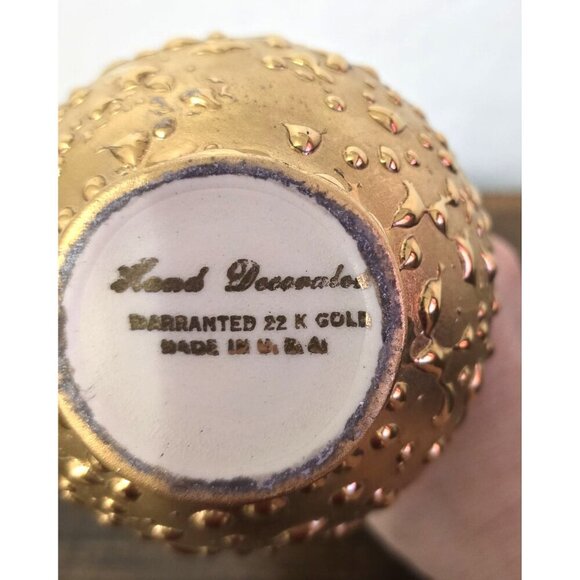 Hand Decorated
WARRANTED 22 K GOLD
MADE IN U. S. A.